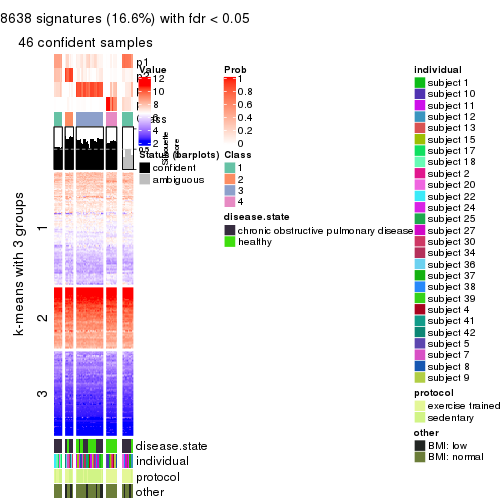 8638 signatures (16.6%) with fdr < 0.05
46 confident samples
p1
p2
Value
12
10
8
6
4
2
Prob
1
0.8
0.6
0.4
0.2
0
Status (barplots)
confident
ambiguous
Class
1
2
3
4
disease.state
chronic obstructive pulmonary disease
healthy
individual
subject 1
subject 10
subject 11
subject 12
subject 13
subject 15
subject 17
subject 18
subject 2
subject 20
subject 22
subject 24
subject 25
subject 27
subject 30
subject 34
subject 36
subject 37
subject 38
subject 39
subject 4
subject 41
subject 42
subject 5
subject 7
subject 8
subject 9
protocol
exercise trained
sedentary
other
BMI: low
BMI: normal
k-means with 3 groups
1
2
3
disease.state
individual
protocol
other